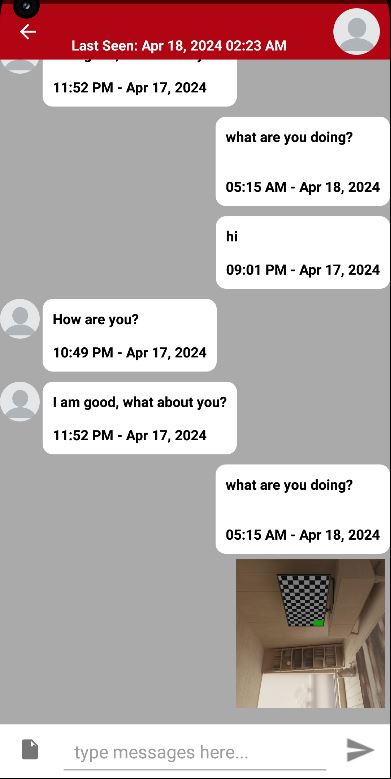 Last Seen: Apr 18, 2024 02:23 AM
11:52 PM - Apr 17, 2024
what are you doing?
05:15 AM - Apr 18, 2024
hi
09:01 PM - Apr 17, 2024
How are you?
10:49 PM - Apr 17, 2024
I am good, what about you?
11:52 PM - Apr 17, 2024
what are you doing?
05:15 AM - Apr 18, 2024
type messages here...